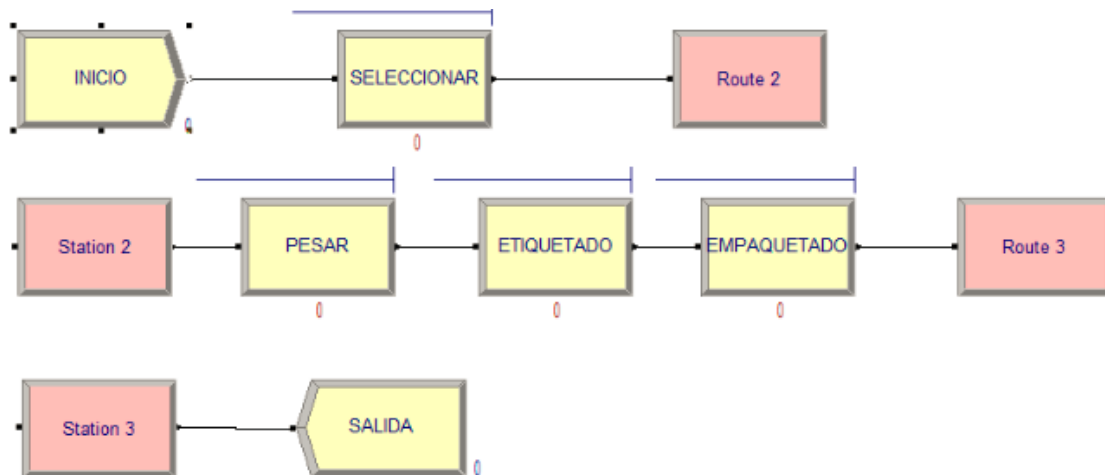 INICIO
SELECCIONAR
Route 2
0
0
Station 2
PESAR
ETIQUETADO
EMPAQUETADO
Route 3
0
0
0
Station 3
SALIDA
0